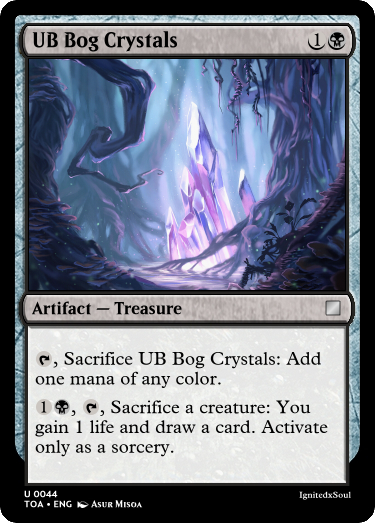 UB Bog Crystals 1
Artifact — Treasure
, Sacrifice UB Bog Crystals: Add
one mana of any color.
1 , , Sacrifice a creature: You
gain 1 life and draw a card. Activate
only as a sorcery.
U 0044
TOA • ENG Asur Misoa
IgnitedxSoul